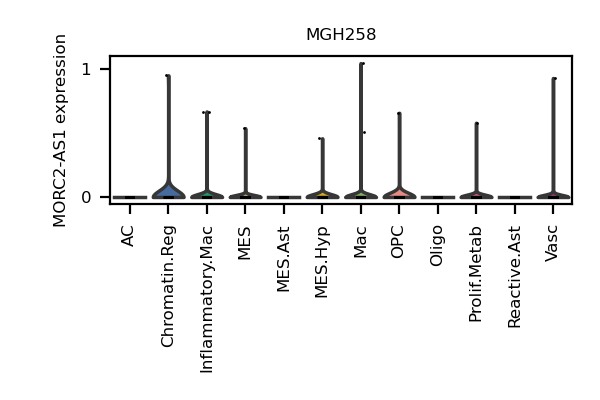 MGH258
MORC2-AS1 expression
1
0
AC
Chromatin.Reg
Inflammatory.Mac
MES
MES.Ast
MES.Hyp
Mac
OPC
Oligo
Prolif.Metab
Reactive.Ast
Vasc